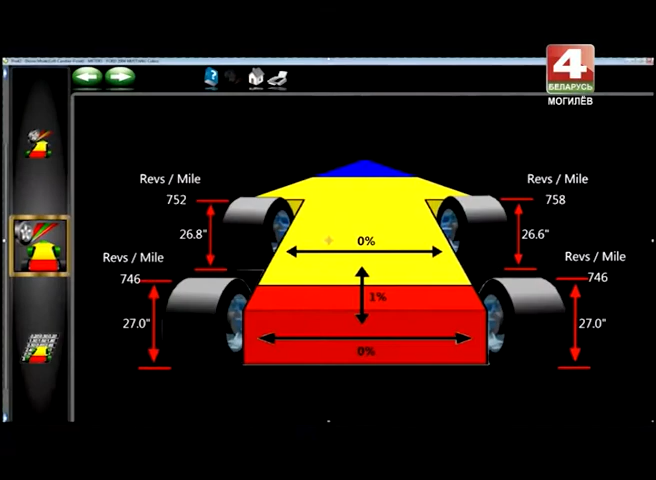 4
БЕЛАРУСЬ
МОГИЛЁВ
Revs / Mile
752
26.8"
Revs / Mile
758
26.6"
0%
Revs / Mile
746
27.0"
Revs / Mile
746
27.0"
1%
0%